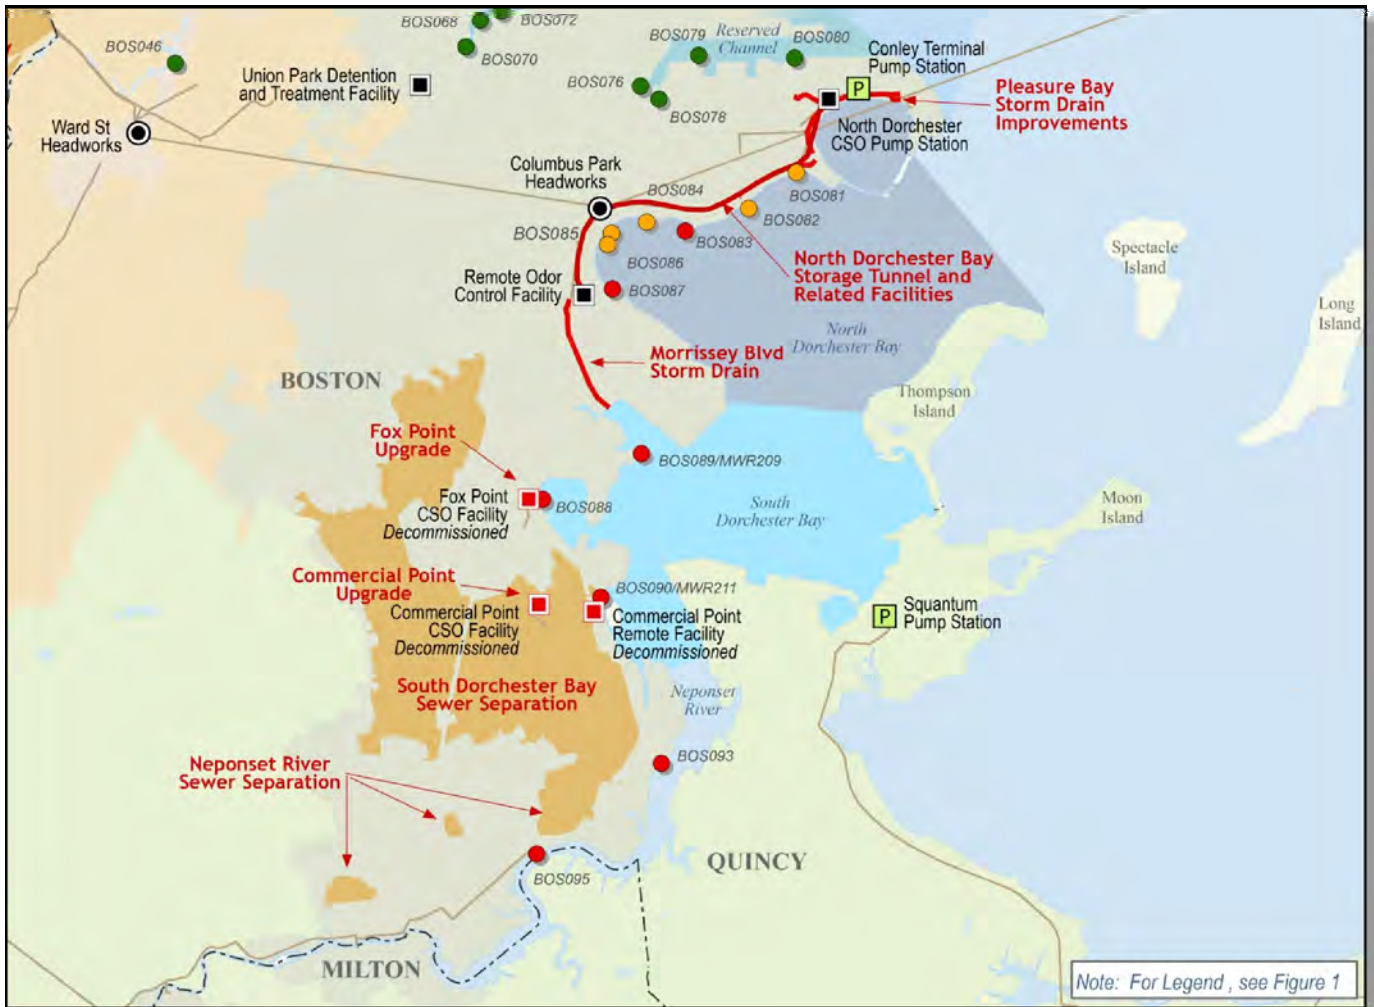 BOS068
BOS072
BOS046
BOS070
BOS079
Reserved
Channel
BOS080
Conley Terminal
Pump Station
Union Park Detention
and Treatment Facility
BOS076
BOS078
Pleasure Bay
Storm Drain
Improvements
Ward St
Headworks
North Dorchester
CSO Pump Station
Columbus Park
Headworks
BOS084
BOS081
BOS082
BOS085
BOS083
BOS086
North Dorchester Bay
Storage Tunnel and
Related Facilities
Spectacle
Island
Remote Odor
Control Facility
BOS087
Long
Island
North
Dorchester Bay
Morrissey Blvd
Storm Drain
BOSTON
Thompson
Island
Fox Point
Upgrade
BOS089/MWR209
Fox Point
CSO Facility
Decommissioned
BOS088
South
Dorchester Bay
Moon
Island
Commercial Point
Upgrade
BOS090/MWR211
Commercial Point
CSO Facility
Decommissioned
Commercial Point
Remote Facility
Decommissioned
P
P
Squantum
Pump Station
South Dorchester Bay
Sewer Separation
Neponset
River
Neponset River
Sewer Separation
BOS093
QUINCY
BOS095
MILTON
Note: For Legend , see Figure 1